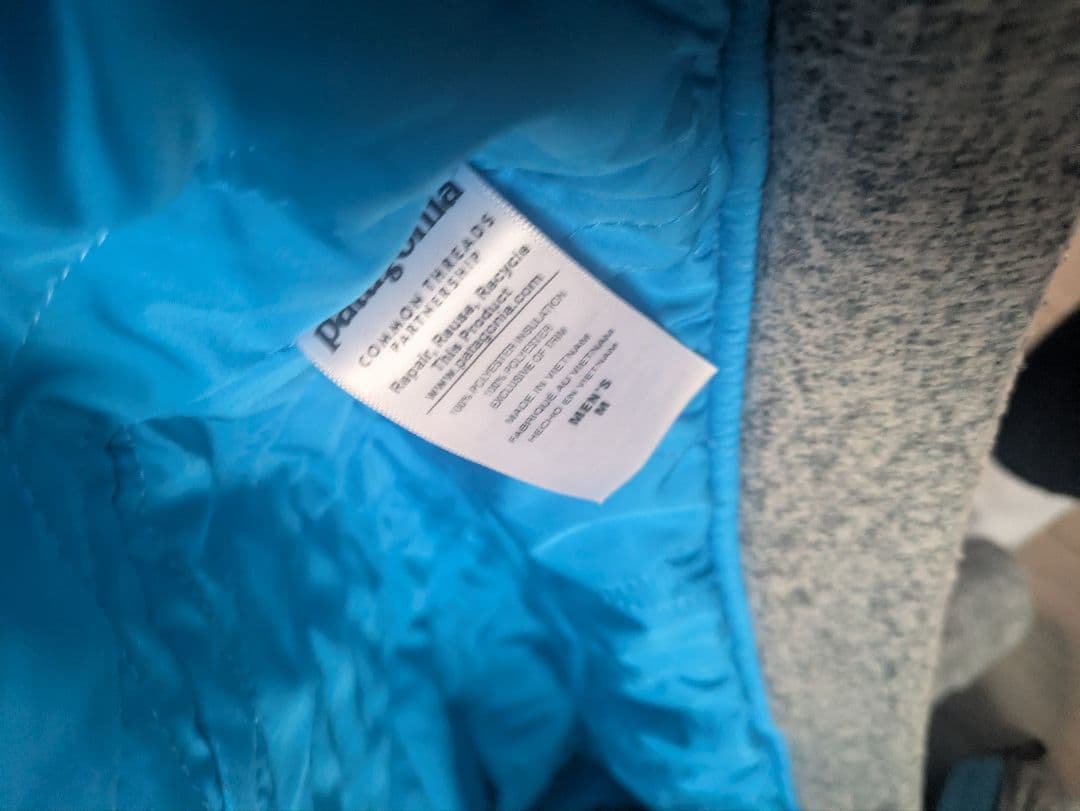 patagonia
COMMON THREADS
PARTNERSHIP
Repair, Reuse, Recycle
This Product
www.patagonia.com
100% POLYESTER INSULATION:
100% POLYESTER
EXCLUSIVE OF TRIM
MADE IN VIETNAM
FABRIQUÉ AU VIETNAM
HECHO EN VIETNAM
MEN'S
M